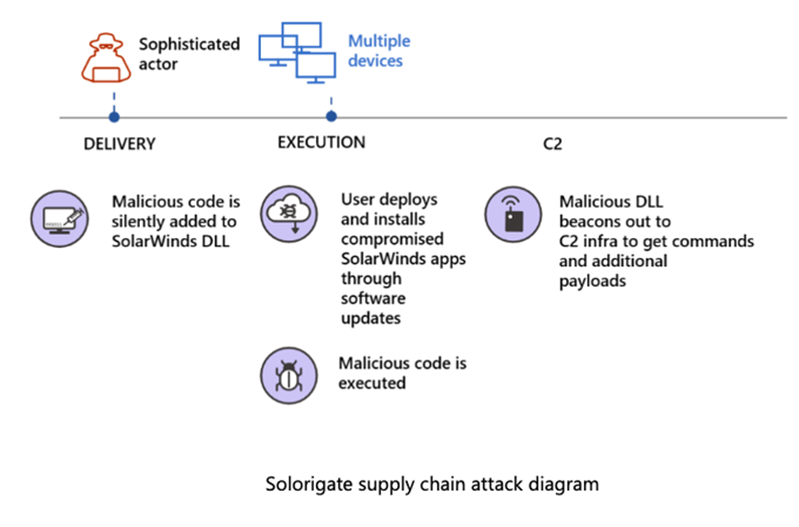 Sophisticated
actor
Multiple
devices
DELIVERY
EXECUTION
C2
Malicious code is
silently added to
SolarWinds DLL
User deploys
and installs
compromised
SolarWinds apps
through
software
updates
Malicious DLL
beacons out to
C2 infra to get commands
and additional
payloads
Malicious code is
executed
Solorigate supply chain attack diagram